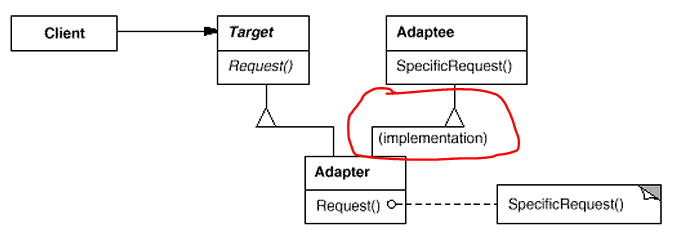 Client
Target
Request()
Adaptee
SpecificRequest()
(implementation)
Adapter
Request()
SpecificRequest()